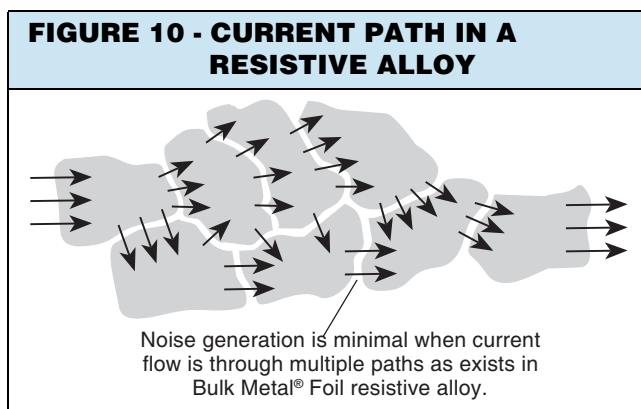 FIGURE 10 - CURRENT PATH IN A
RESISTIVE ALLOY
Noise generation is minimal when current
flow is through multiple paths as exists in
Bulk Metal® Foil resistive alloy.